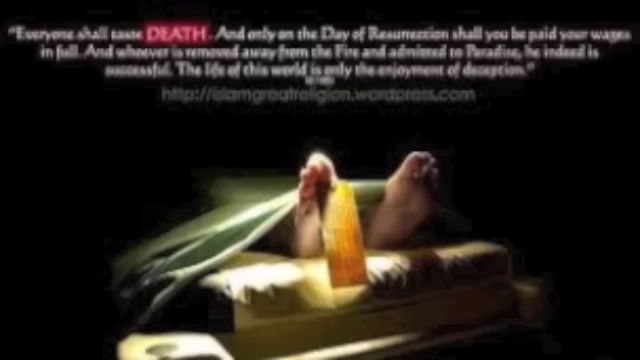 "Everyone shall taste DEATH. And only on the Day of Resurrection shall you be paid your wages
in full. And whoever is removed away from the Fire and admitted to Paradise, he indeed is
successful. The life of this world is only the enjoyment of deception."
http://islamgreatreligion.wordpress.com